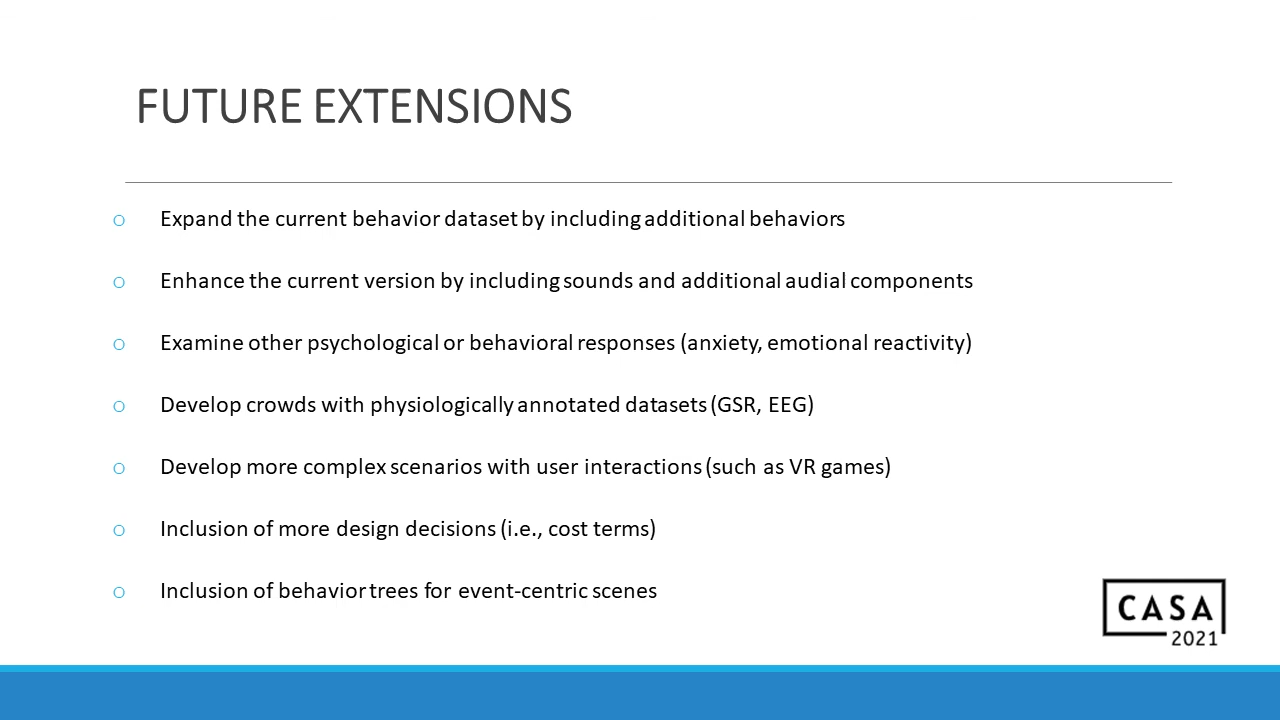 FUTURE EXTENSIONS
o Expand the current behavior dataset by including additional behaviors
o Enhance the current version by including sounds and additional audial components
o Examine other psychological or behavioral responses (anxiety, emotional reactivity)
o Develop crowds with physiologically annotated datasets (GSR, EEG)
o Develop more complex scenarios with user interactions (such as VR games)
o Inclusion of more design decisions (i.e., cost terms)
o Inclusion of behavior trees for event-centric scenes
CASA
2021